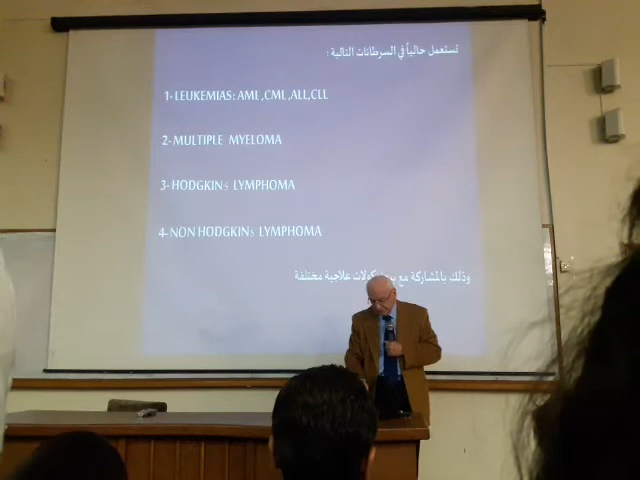 تستعمل حالياً في السرطانات التالية :
1- LEUKEMIAS: AML ,CML,ALL,CLL
2- MULTIPLE MYELOMA
3- HODGKINS LYMPHOMA
4- NON HODGKINS LYMPHOMA
وذلك بالمشاركة مع علاجية مختلفة